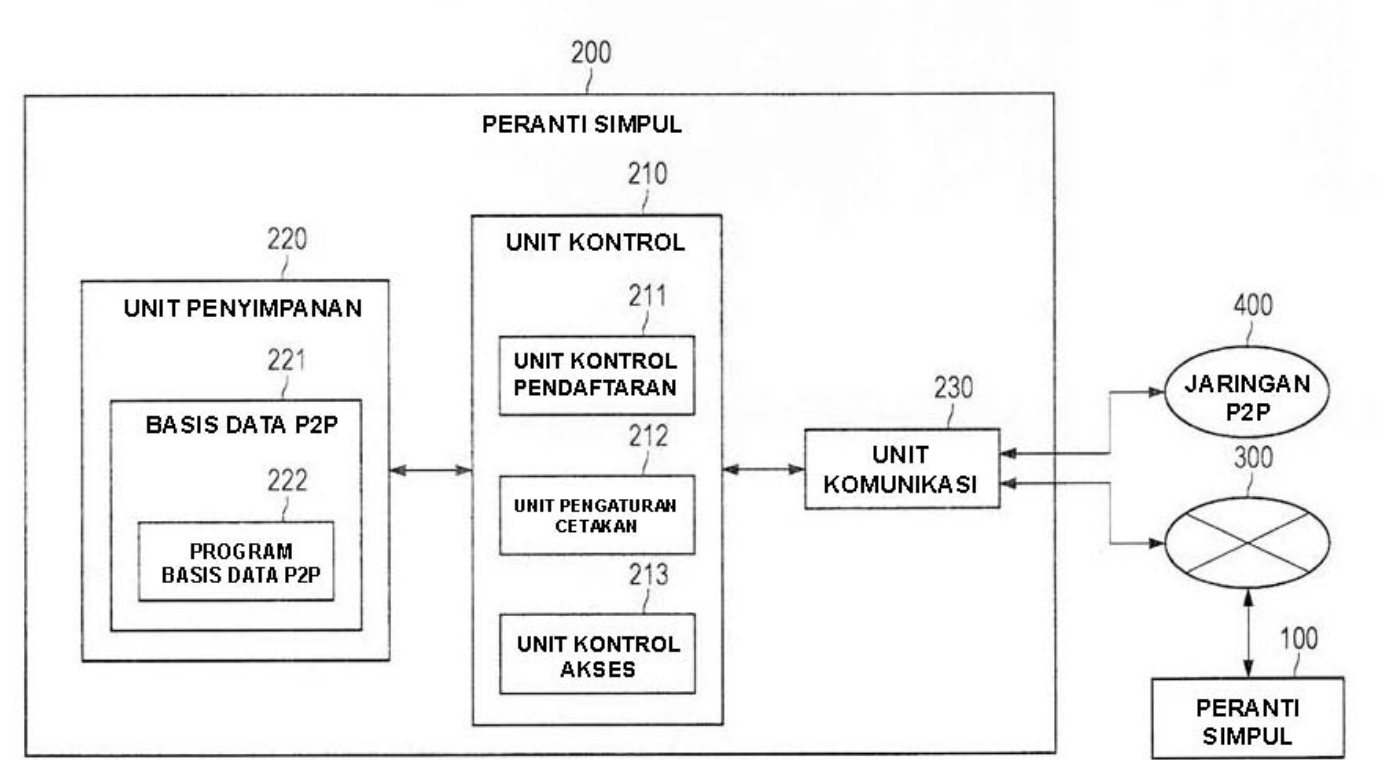 200
PERANTI SIMPUL
210
UNIT KONTROL
220
UNIT PENYIMPANAN
211
UNIT KONTROL
PENDAFTARAN
221
BASIS DATA P2P
212
UNIT PENGATURAN
CETAKAN
222
PROGRAM
BASIS DATA P2P
213
UNIT KONTROL
AKSES
230
UNIT
KOMUNIKASI
400
JARINGAN
P2P
300
100
PERANTI
SIMPUL